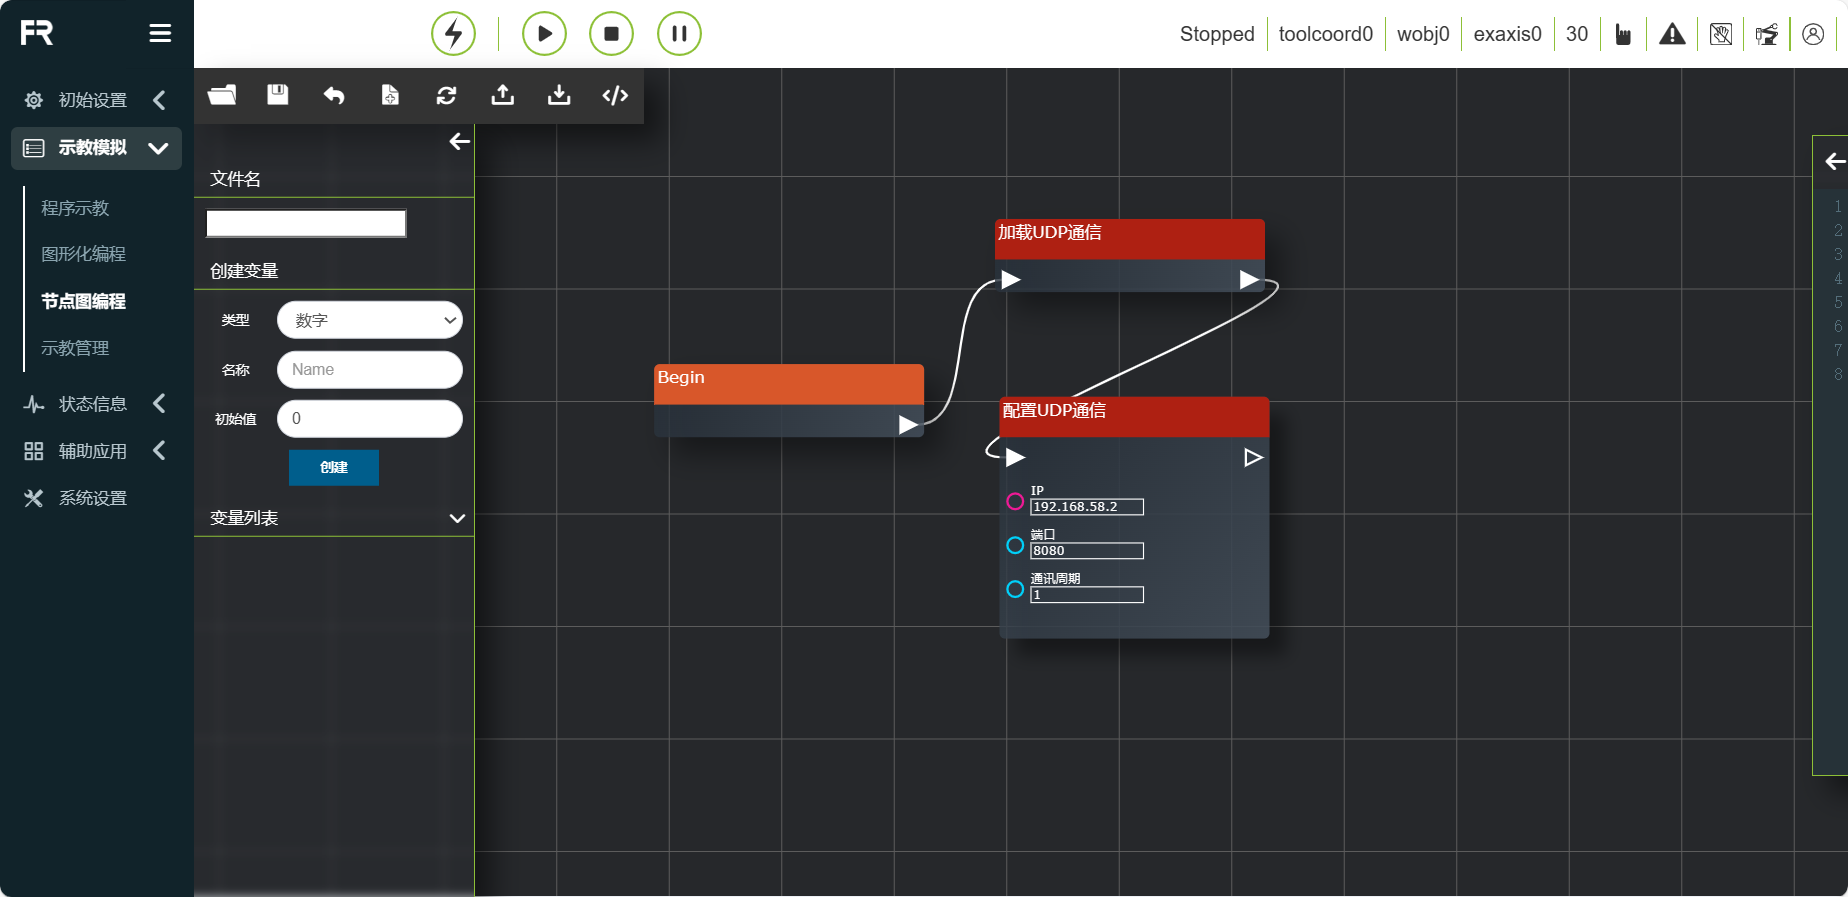 FR
Stopped
toolcoord0
wobj0
exaxis0
30
初始设置
示教模拟
程序示教
图形化编程
节点图编程
示教管理
状态信息
辅助应用
系统设置
文件名
创建变量
类型
数字
名称
Name
初始值
0
创建
变量列表
Begin
加载UDP通信
配置UDP通信
IP
192.168.58.2
端口
8080
通讯周期
1
1
2
3
4
5
6
7
8